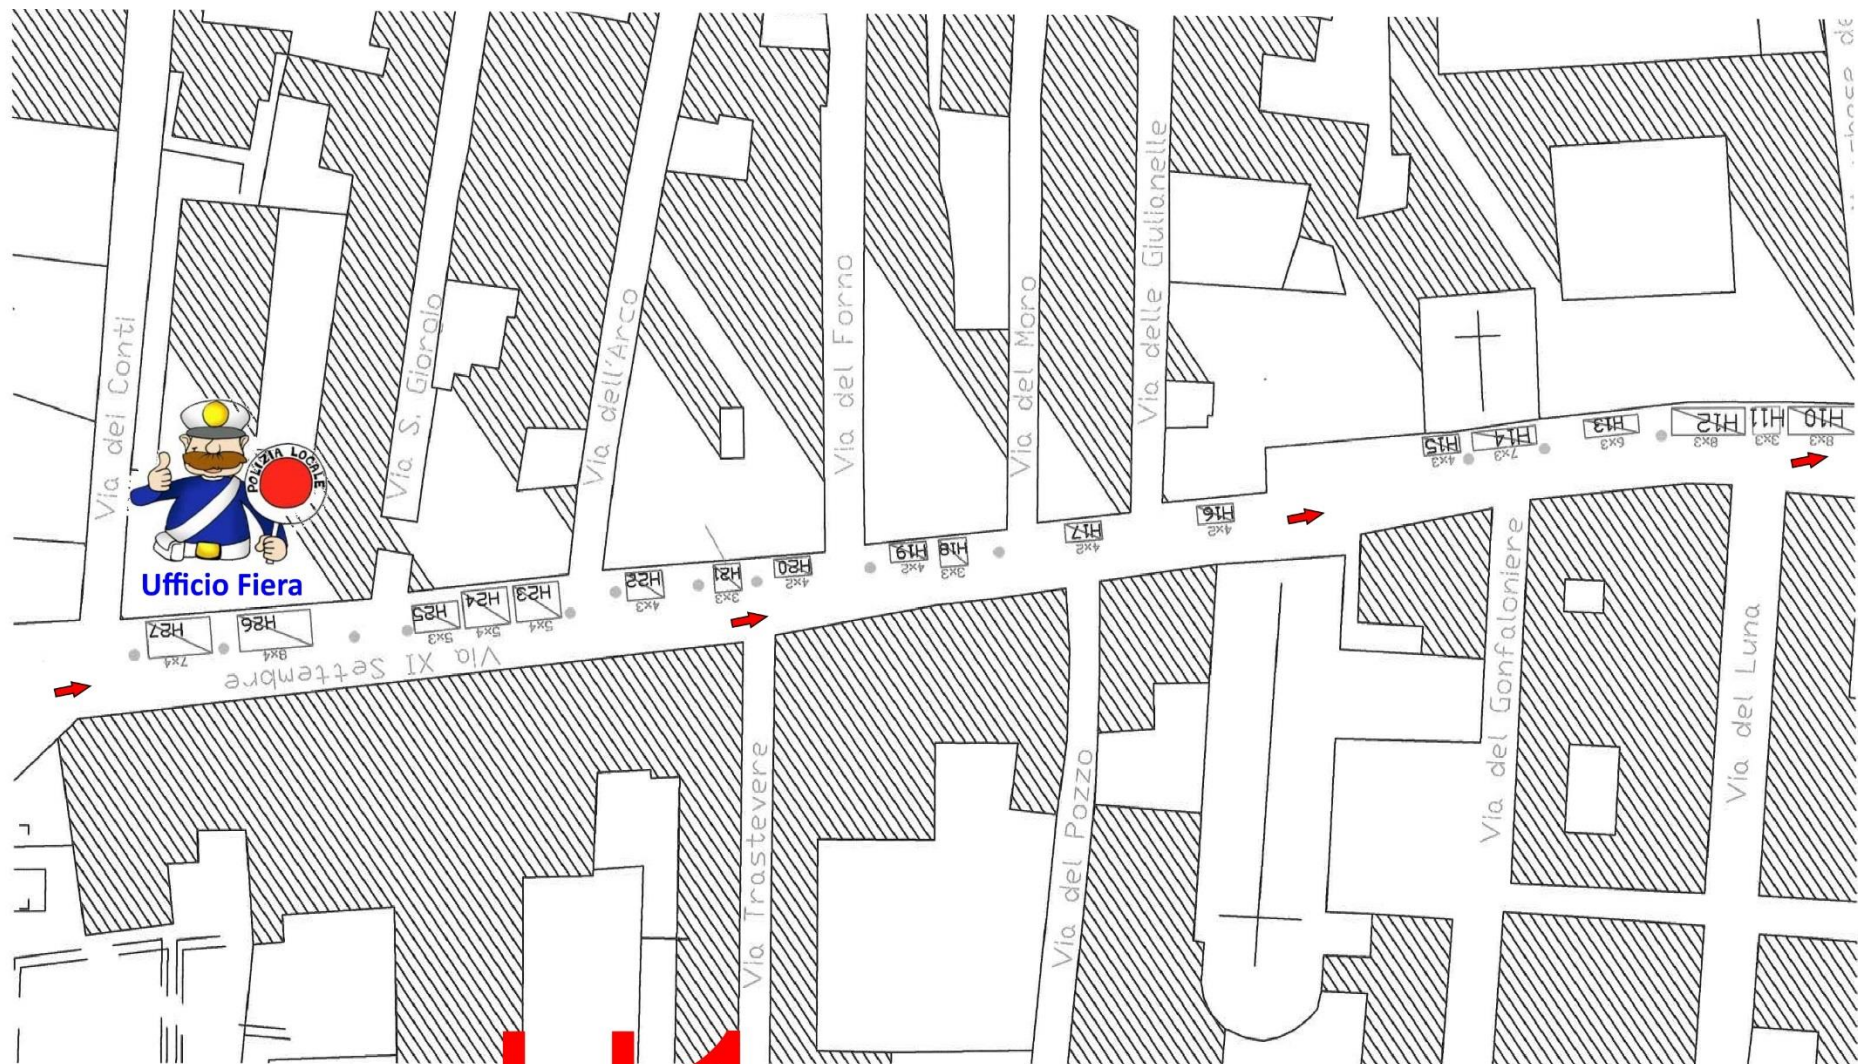 Via dei Conti
Via S. Giorgio
Via dell'Arco
Via del Forno
Via del Moro
Via delle Giulianelle
POLIZIA LOCALE
Ufficio Fiera
H27
7x4
H26
8x4
H25
5x3
H24
5x4
H23
5x4
H22
4x3
H21
3x3
H20
4x2
H19
4x2
H18
3x3
H17
4x2
H16
4x2
H15
4x3
H14
7x3
H13
6x3
H12
8x3
H11
3x3
H10
8x3
Via XI Settembre
Via Trastevere
Via del Pozzo
Via del Gonfaloniere
Via del Luna